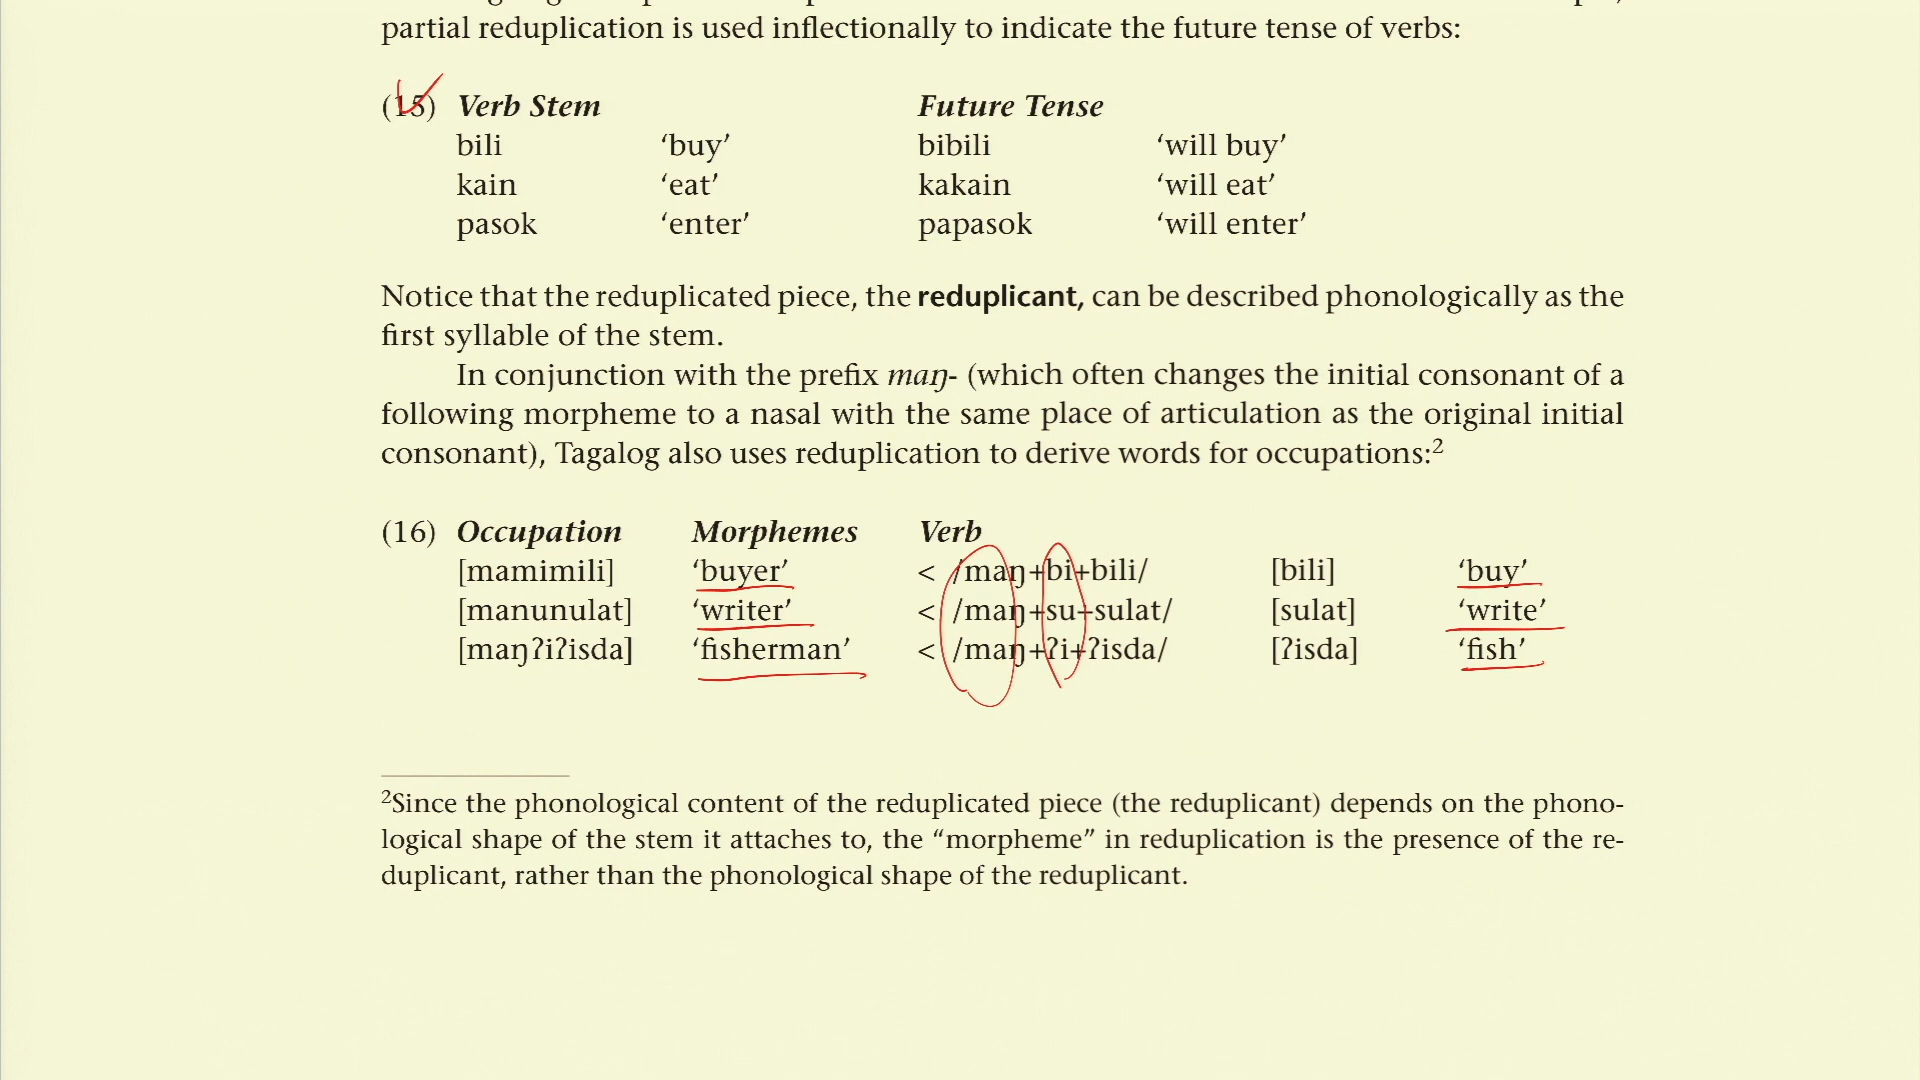 partial reduplication is used inflectionally to indicate the future tense of verbs:
(15) Verb Stem Future Tense
bili ‘buy’ bibili ‘will buy’
kain ‘eat’ kakain ‘will eat’
pasok ‘enter’ papasok ‘will enter’
Notice that the reduplicated piece, the reduplicant, can be described phonologically as the
first syllable of the stem.
In conjunction with the prefix maŋ- (which often changes the initial consonant of a
following morpheme to a nasal with the same place of articulation as the original initial
consonant), Tagalog also uses reduplication to derive words for occupations:²
(16) Occupation Morphemes Verb
[mamimili] ‘buyer’ < /maŋ+bi+bili/ [bili] ‘buy’
[manunulat] ‘writer’ < /maŋ+su+sulat/ [sulat] ‘write’
[maŋʔiʔisda] ‘fisherman’ < /maŋ+ʔi+ʔisda/ [ʔisda] ‘fish’
²Since the phonological content of the reduplicated piece (the reduplicant) depends on the phono-
logical shape of the stem it attaches to, the “morpheme” in reduplication is the presence of the re-
duplicant, rather than the phonological shape of the reduplicant.